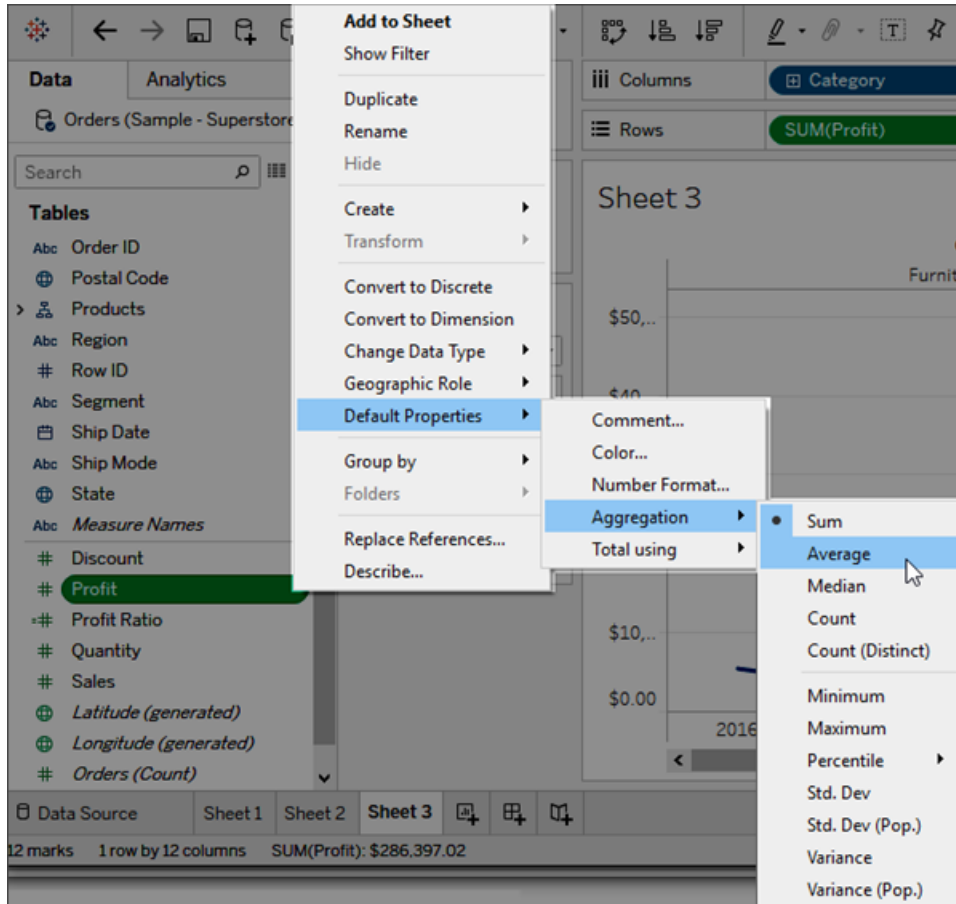 Data
Analytics
Orders (Sample - Superstore
Search
Tables
Abc Order ID
Postal Code
Products
Abc Region
# Row ID
Abc Segment
Ship Date
Abc Ship Mode
State
Abc Measure Names
# Discount
# Profit
=# Profit Ratio
# Quantity
# Sales
Latitude (generated)
Longitude (generated)
# Orders (Count)
Add to Sheet
Show Filter
Duplicate
Rename
Hide
Create
Transform
Convert to Discrete
Convert to Dimension
Change Data Type
Geographic Role
Default Properties
Group by
Folders
Replace References...
Describe...
Comment...
Color...
Number Format...
Aggregation
Total using
Sum
Average
Median
Count
Count (Distinct)
Minimum
Maximum
Percentile
Std. Dev
Std. Dev (Pop.)
Variance
Variance (Pop.)
T
Columns
Category
Rows
SUM(Profit)
Sheet 3
Furnit
$50,..
$10,..
$0.00
2016
Data Source
Sheet 1
Sheet 2
Sheet 3
12 marks 1 row by 12 columns SUM(Profit): $286,397.02